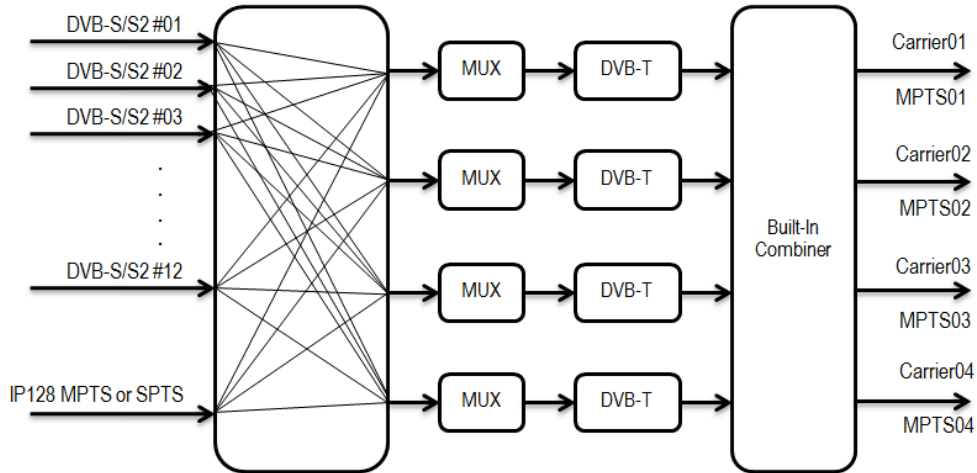 DVB-S/S2 #01
DVB-S/S2 #02
DVB-S/S2 #03
.
.
.
.
DVB-S/S2 #12
IP128 MPTS or SPTS
MUX
DVB-T
MUX
DVB-T
MUX
DVB-T
MUX
DVB-T
Built-In
Combiner
Carrier01
MPTS01
Carrier02
MPTS02
Carrier03
MPTS03
Carrier04
MPTS04